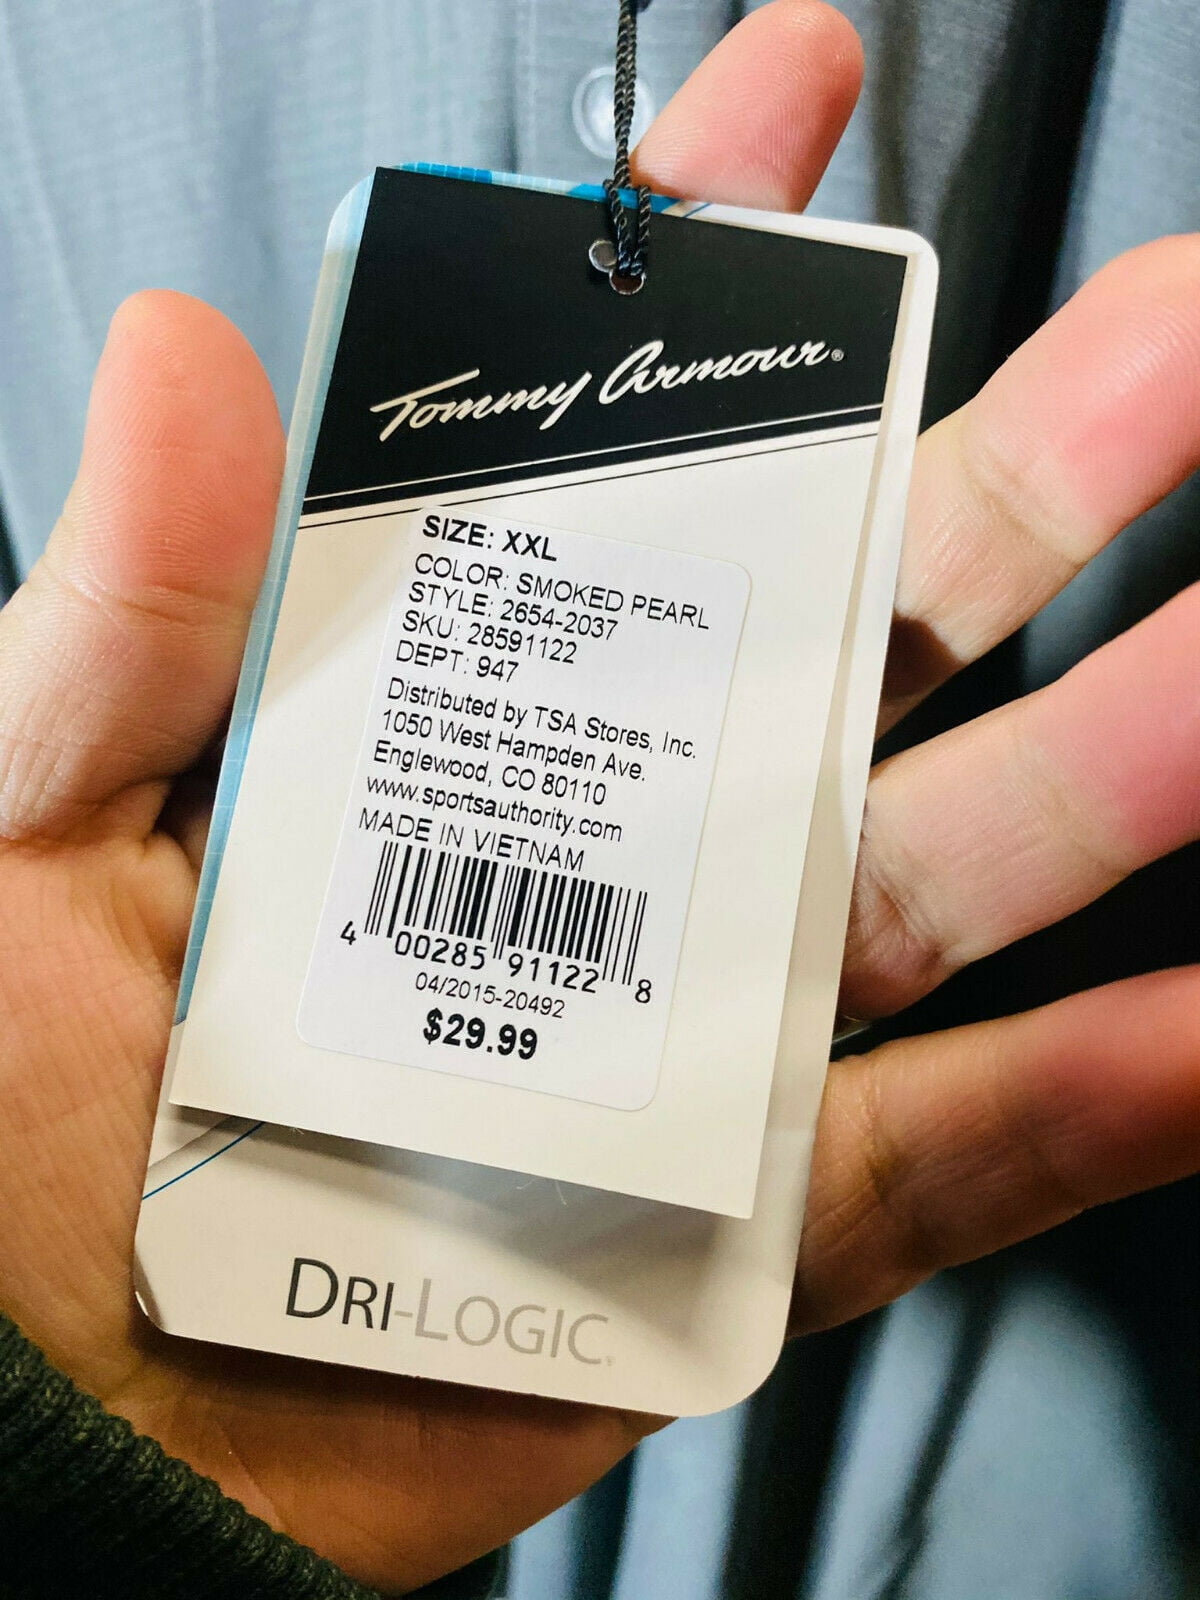 Tommy Armour®
SIZE: XXL
COLOR: SMOKED PEARL
STYLE: 2654-2037
SKU: 28591122
DEPT: 947
Distributed by TSA Stores, Inc.
1050 West Hampden Ave.
Englewood, CO 80110
www.sportsauthority.com
MADE IN VIETNAM
4 00285 91122 8
04/2015-20492
$29.99
DRI-LOGIC®